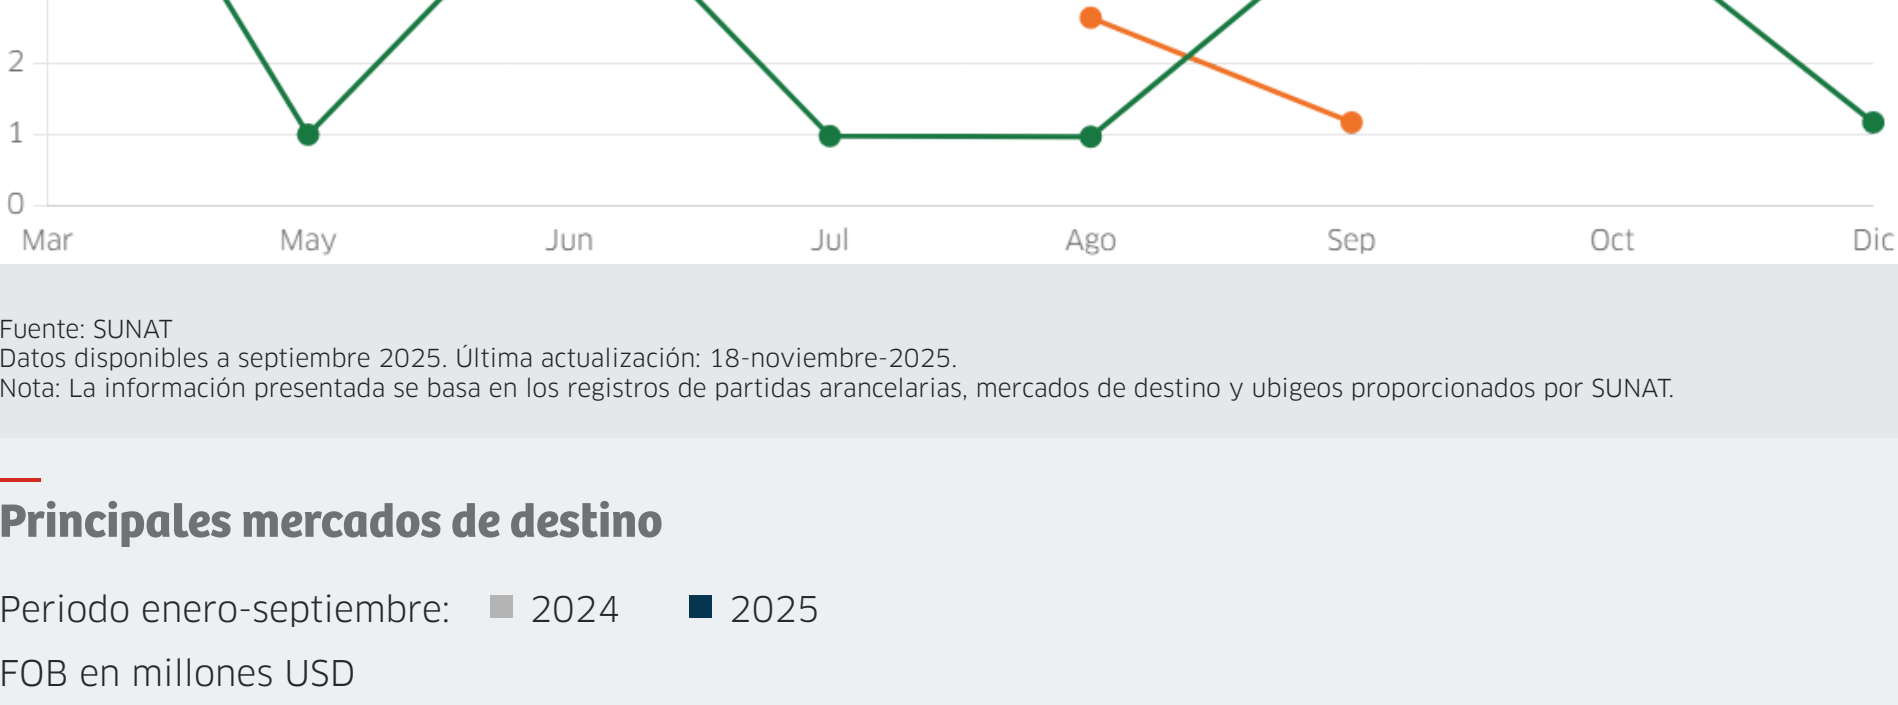 2
1
0
Mar May Jun Jul Ago Sep Oct Dic
Fuente: SUNAT
Datos disponibles a septiembre 2025. Última actualización: 18-noviembre-2025.
Nota: La información presentada se basa en los registros de partidas arancelarias, mercados de destino y ubigeos proporcionados por SUNAT.
Principales mercados de destino
Periodo enero-septiembre: 2024 2025
FOB en millones USD